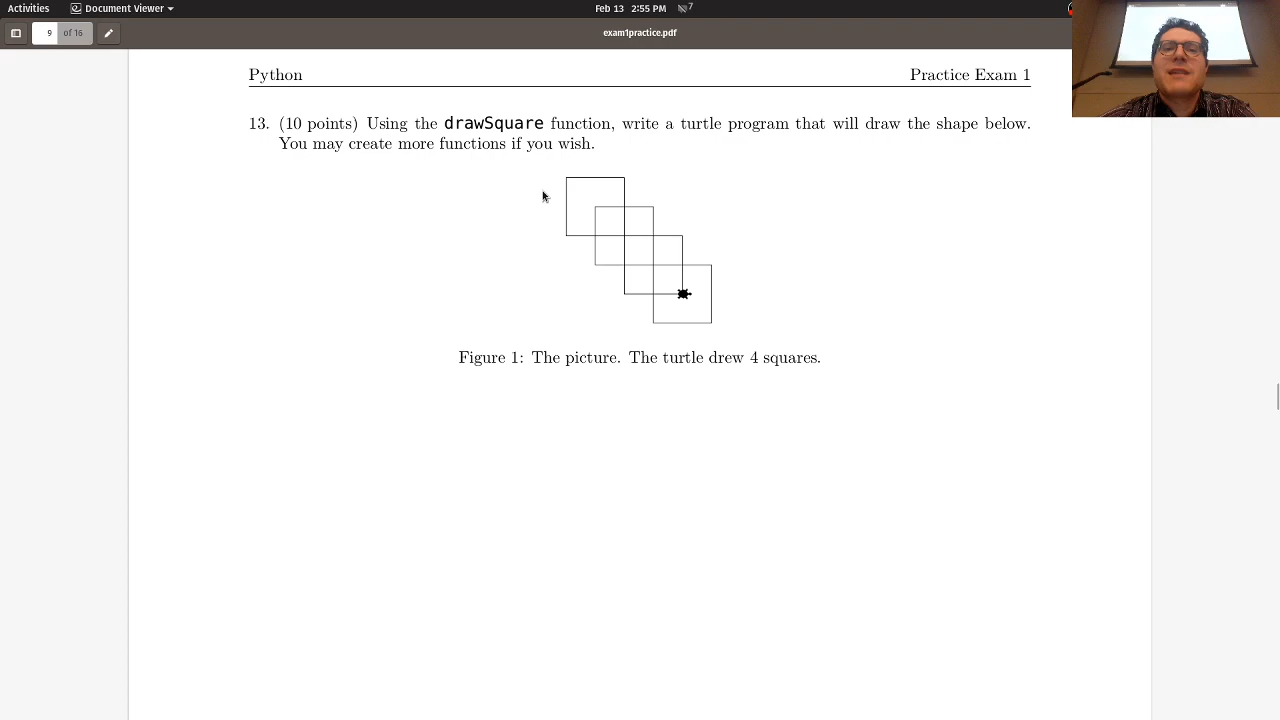 Activities
Document Viewer
Feb 13 2:55 PM
7
9 of 16
exam1practice.pdf
Python
Practice Exam 1
13. (10 points) Using the drawSquare function, write a turtle program that will draw the shape below.
You may create more functions if you wish.
Figure 1: The picture. The turtle drew 4 squares.